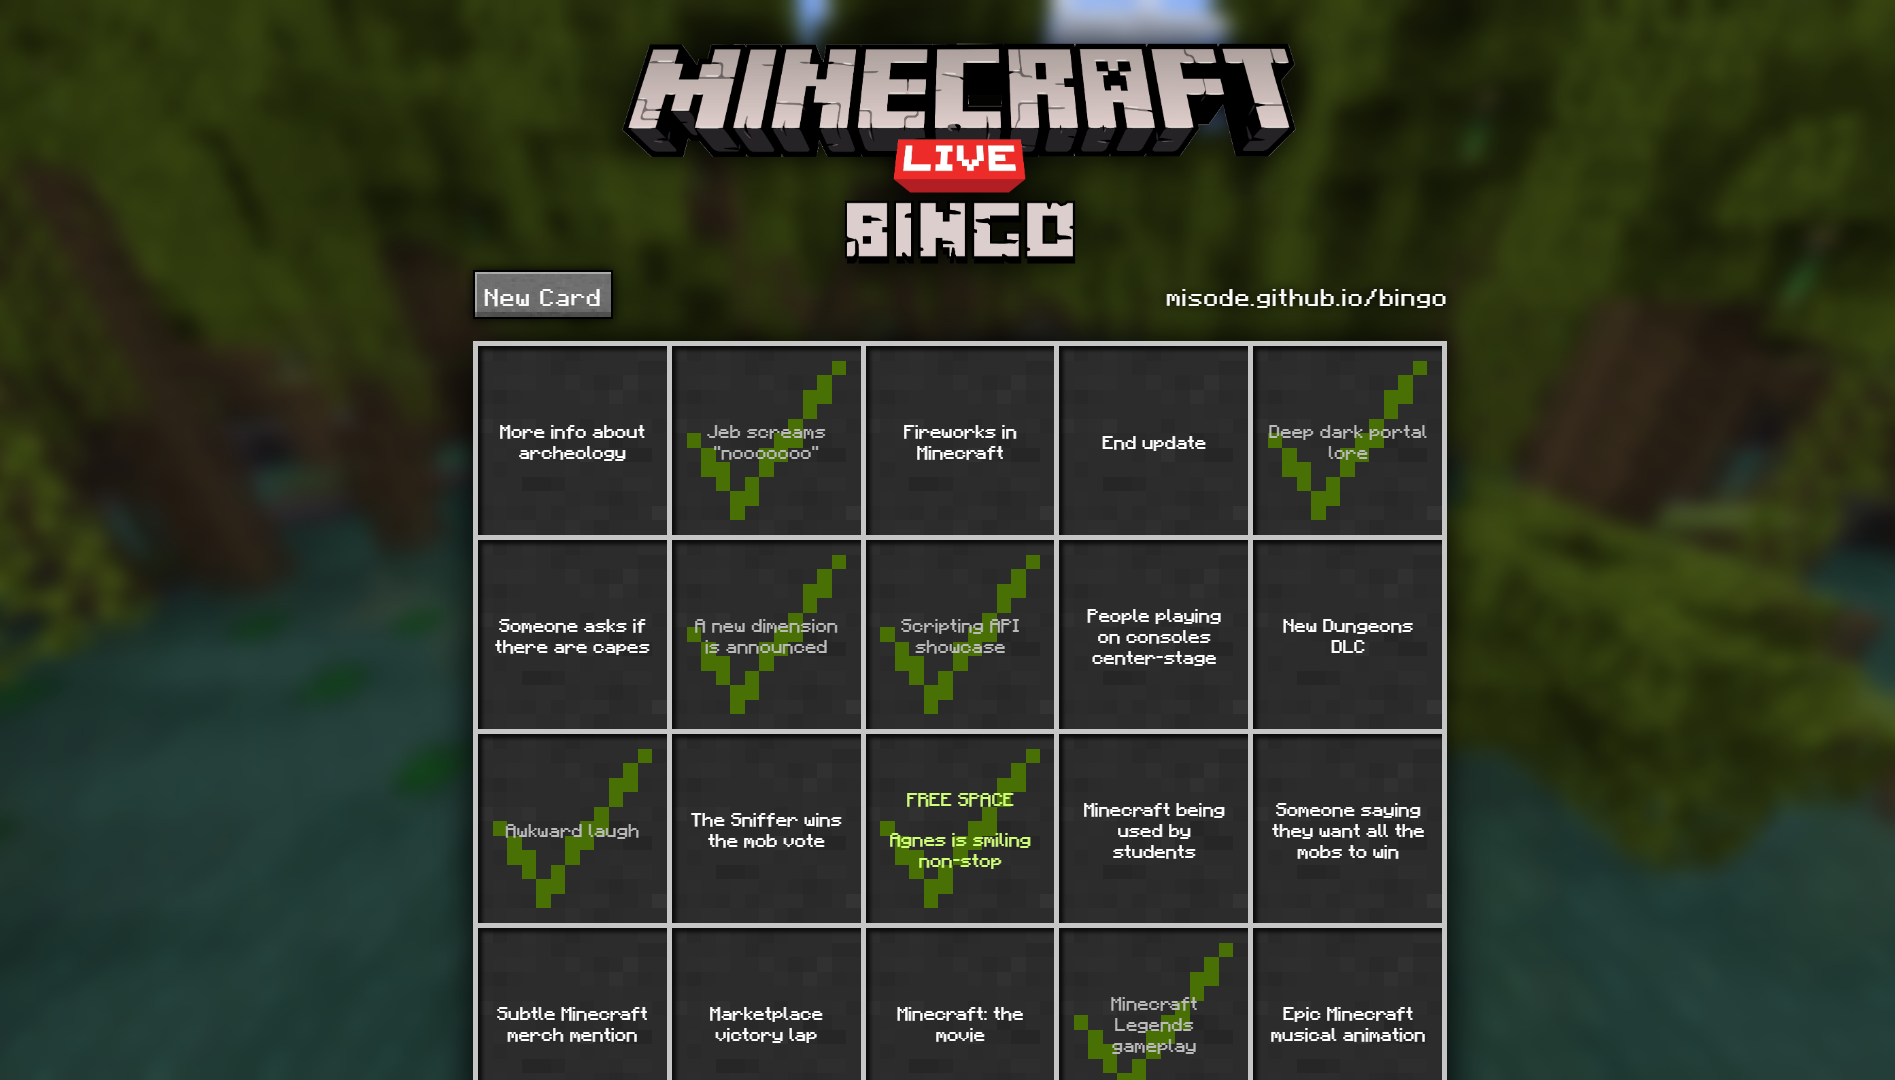 MINECRAFT
LIVE
BINGO
New Card
misode.github.io/bingo
More info about
archeology
Jeb screams
"nooooooo"
Fireworks in
Minecraft
End update
Deep dark portal
lore
Someone asks if
there are capes
A new dimension
is announced
Scripting API
showcase
People playing
on consoles
center-stage
New Dungeons
DLC
Awkward laugh
The Sniffer wins
the mob vote
FREE SPACE
Agnes is smiling
non-stop
Minecraft being
used by
students
Someone saying
they want all the
mobs to win
Subtle Minecraft
merch mention
Marketplace
victory lap
Minecraft: the
movie
Minecraft
Legends
gameplay
Epic Minecraft
musical animation